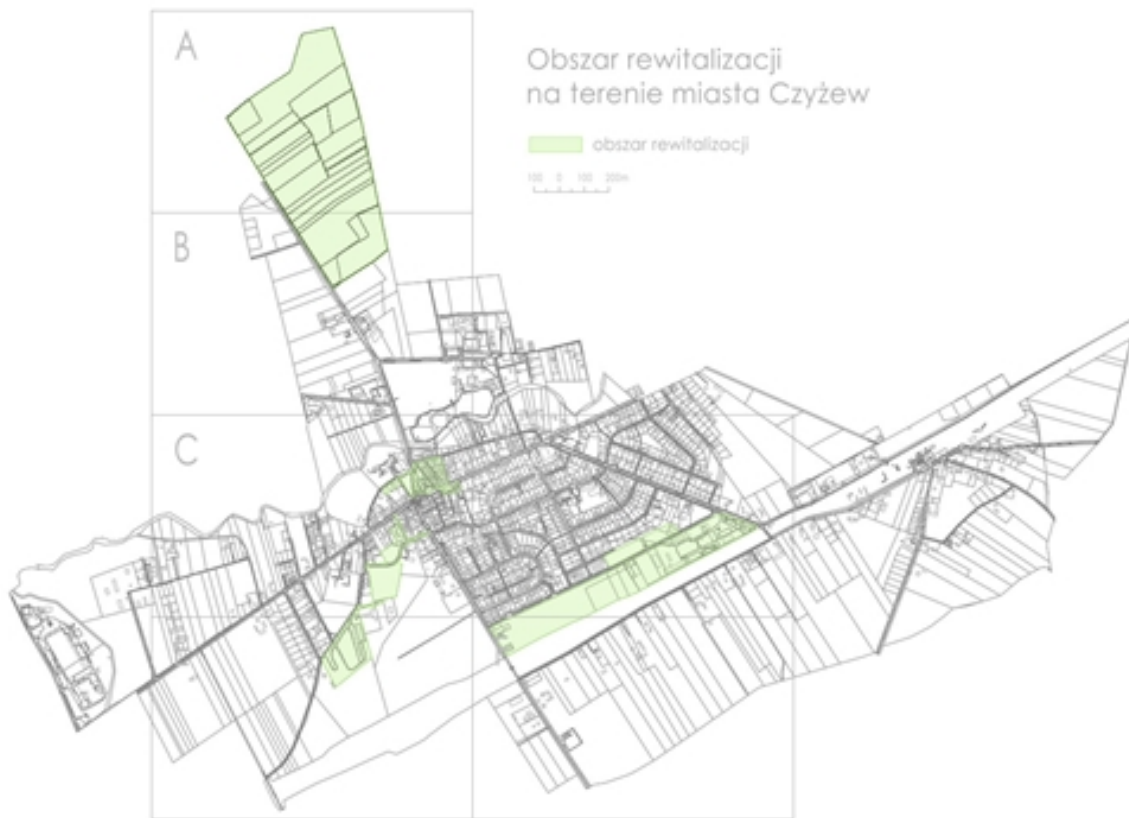 A
Obszar rewitalizacji
na terenie miasta Czyżew
obszar rewitalizacji
100 0 100 200m
B
C